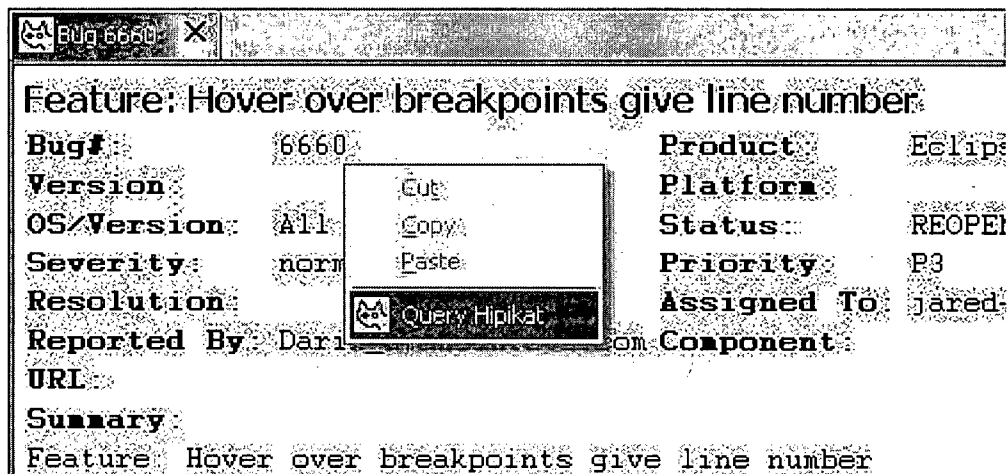 Bug 6660
Feature: Hover over breakpoints give line number
Bug#: 6660 Product: Eclips
Version: Platform:
OS/Version: All Status: REOPEN
Severity: norm Priority: P3
Resolution: Assigned To: jared
Reported By: Dari om Component:
URL:
Summary:
Feature: Hover over breakpoints give line number
Cut
Copy
Paste
Query Hipikat